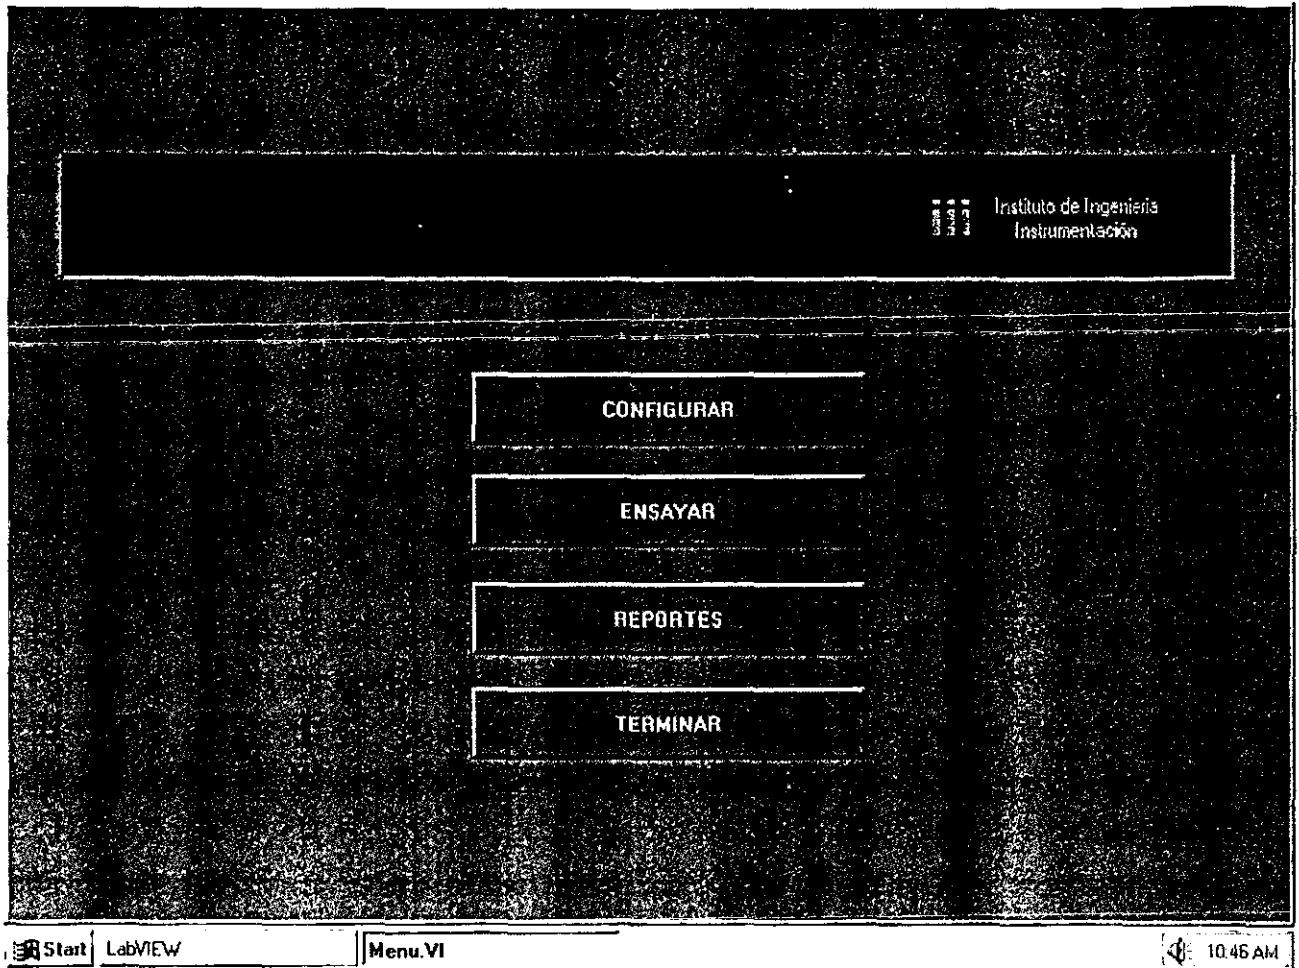 Instituto de Ingeniería
Instrumentación
CONFIGURAR
ENSAYAR
REPORTES
TERMINAR
Start LabVIEW Menu.VI 10:46 AM